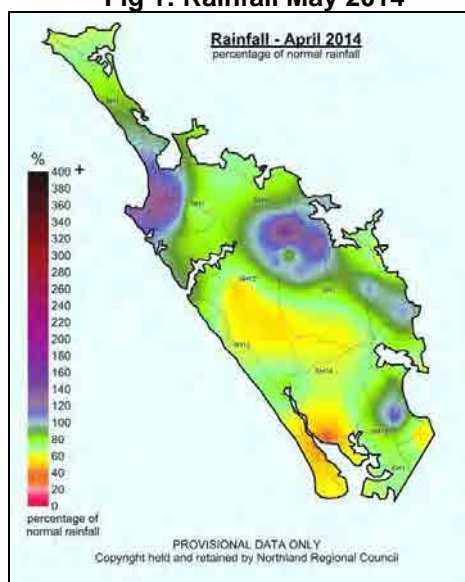 Fig 1: Rainfall May 2014
Rainfall - April 2014
percentage of normal rainfall
%
400 +
380
360
340
320
300
280
260
240
220
200
180
160
140
120
100
80
60
40
20
0
percentage of
normal rainfall
SH12
SH14
PROVISIONAL DATA ONLY
Copyright held and retained by Northland Regional Council